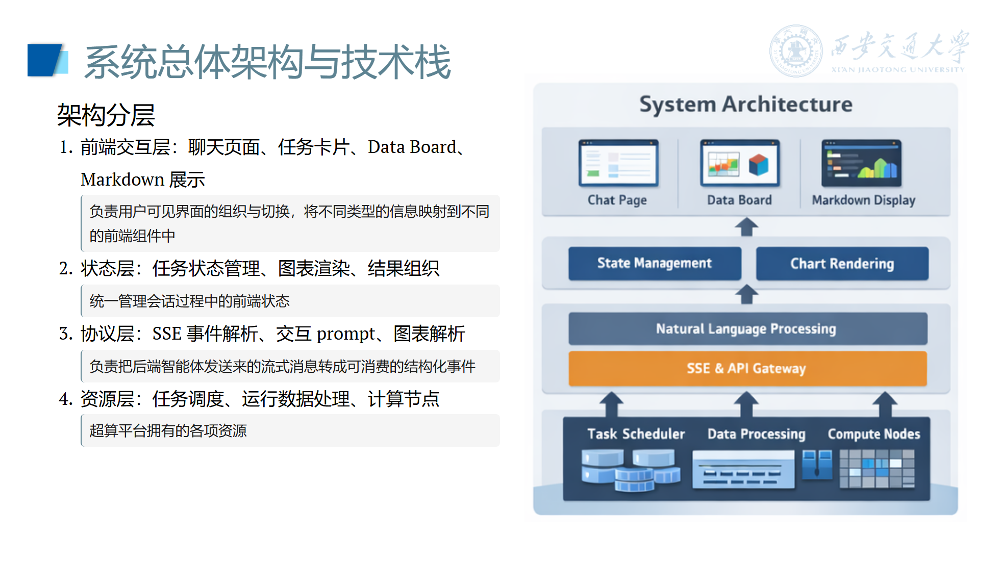 系统总体架构与技术栈
西安交通大学
XI'AN JIAOTONG UNIVERSITY
架构分层
1. 前端交互层：聊天页面、任务卡片、Data Board、
Markdown 展示
负责用户可见界面的组织与切换，将不同类型的信息映射到不同
的前端组件中
2. 状态层：任务状态管理、图表渲染、结果组织
统一管理会话过程中的前端状态
3. 协议层：SSE 事件解析、交互 prompt、图表解析
负责把后端智能体发送来的流式消息转成可消费的结构化事件
4. 资源层：任务调度、运行数据处理、计算节点
超算平台拥有的各项资源
System Architecture
Chat Page
Data Board
Markdown Display
State Management
Chart Rendering
Natural Language Processing
SSE & API Gateway
Task Scheduler
Data Processing
Compute Nodes